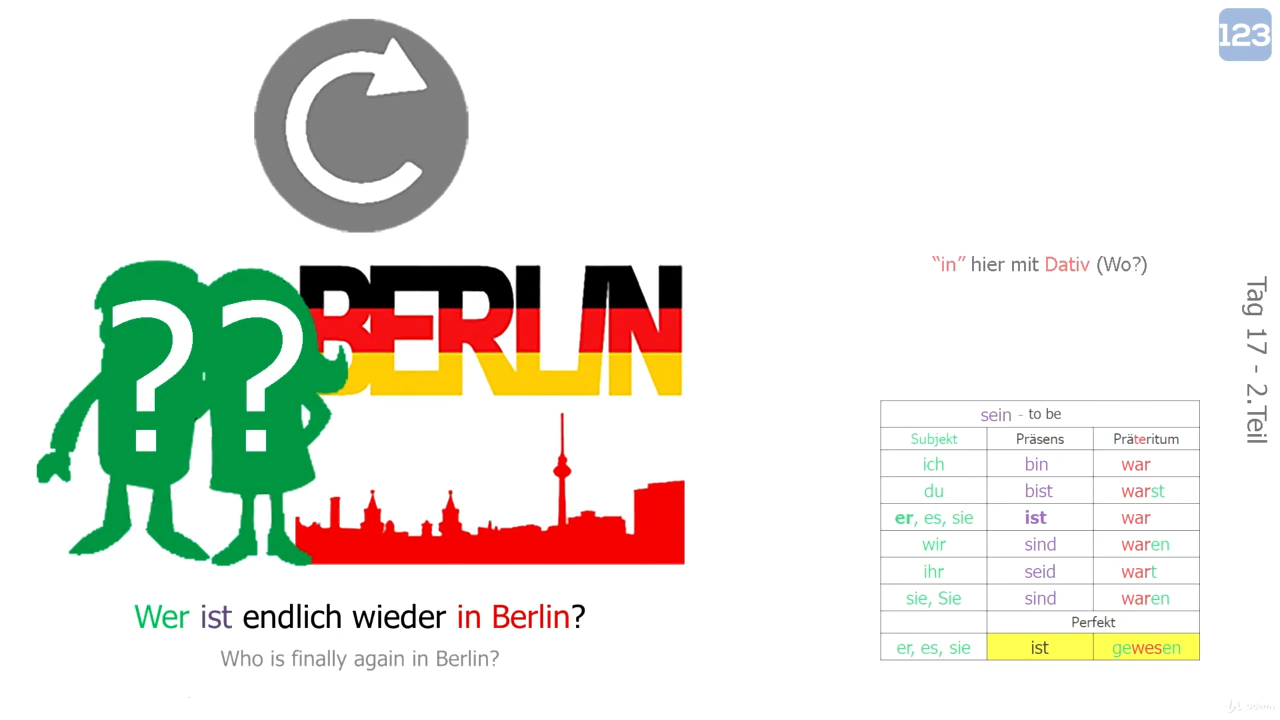 123
BERLIN
? ?
Wer ist endlich wieder in Berlin?
Who is finally again in Berlin?
“in” hier mit Dativ (Wo?)
Tag 17 - 2.Teil
sein - to be
Subjekt Präsens Präteritum
ich bin war
du bist warst
er, es, sie ist war
wir sind waren
ihr seid wart
sie, Sie sind waren
Perfekt
er, es, sie ist gewesen